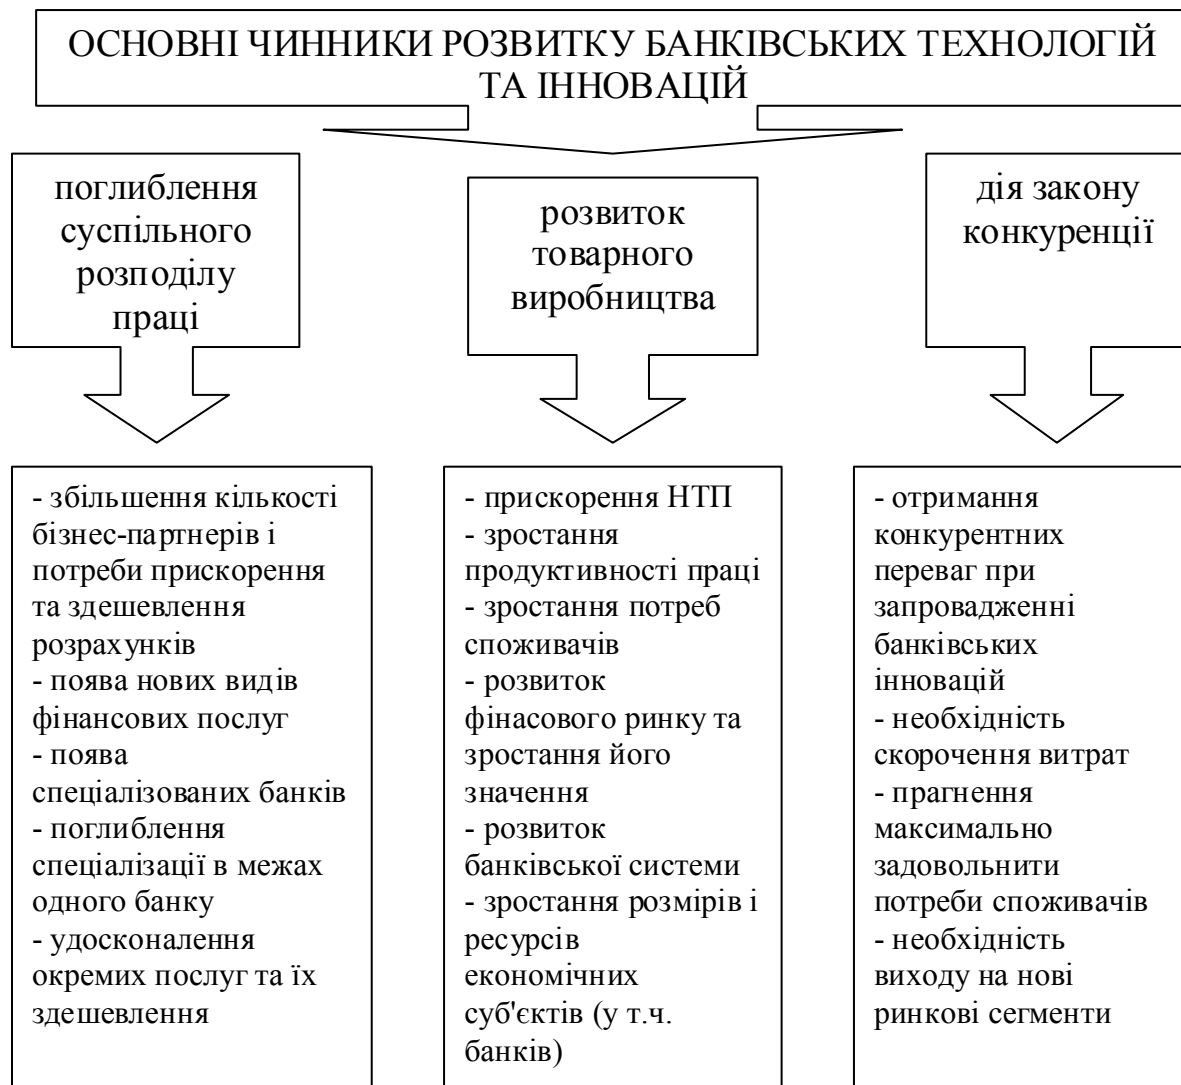 ОСНОВНІ ЧИННИКИ РОЗВИТКУ БАНКІВСЬКИХ ТЕХНОЛОГІЙ
ТА ІННОВАЦІЙ
поглиблення
суспільного
розподілу
праці
розвиток
товарного
виробництва
дія закону
конкуренції
- збільшення кількості
бізнес-партнерів і
потреби прискорення
та здешевлення
розрахунків
- поява нових видів
фінансових послуг
- поява
спеціалізованих банків
- поглиблення
спеціалізації в межах
одного банку
- удосконалення
окремих послуг та їх
здешевлення
- прискорення НТП
- зростання
продуктивності праці
- зростання потреб
споживачів
- розвиток
фінасового ринку та
зростання його
значення
- розвиток
банківської системи
- зростання розмірів і
ресурсів
економічних
суб'єктів (у т.ч.
банків)
- отримання
конкурентних
переваг при
запровадженні
банківських
інновацій
- необхідність
скорочення витрат
- прагнення
максимально
задовольнити
потреби споживачів
- необхідність
виходу на нові
ринкові сегменти